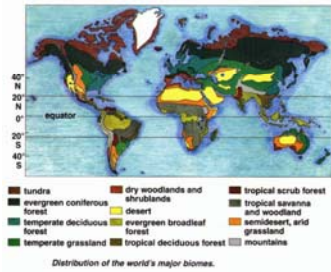 40°
N
20°
equator
0°
20°
S
40°
tundra
evergreen coniferous
forest
temperate deciduous
forest
temperate grassland
dry woodlands and
shrublands
desert
evergreen broadleaf
forest
tropical deciduous forest
tropical scrub forest
tropical savanna
and woodland
semidesert, arid
grassland
mountains
Distribution of the world's major biomes.